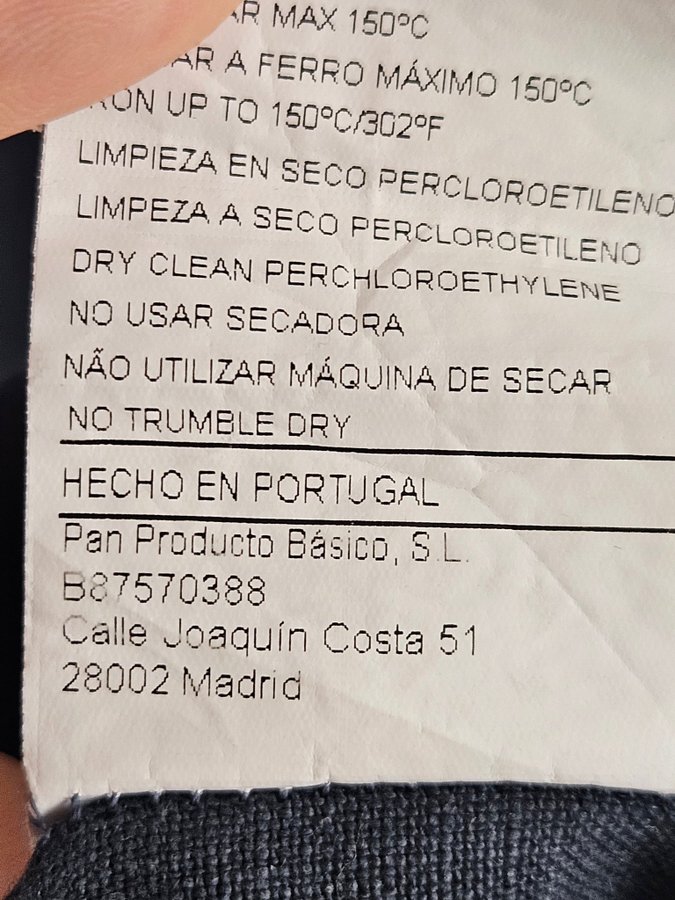 MAX 150ºC
A FERRO MÁXIMO 150ºC
UP TO 150ºC/302ºF
LIMPIEZA EN SECO PERCLOROETILENO
LIMPEZA A SECO PERCLOROETILENO
DRY CLEAN PERCHLOROETHYLENE
NO USAR SECADORA
NÃO UTILIZAR MÁQUINA DE SECAR
NO TRUMBLE DRY
HECHO EN PORTUGAL
Pan Producto Básico, S.L.
B87570388
Calle Joaquín Costa 51
28002 Madrid